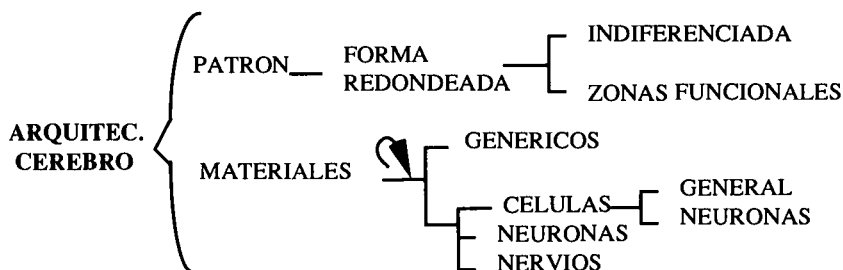 INDIFERENCIADA
PATRON
FORMA
REDONDEADA
ZONAS FUNCIONALES
ARQUITEC.
CEREBRO
GENERICOS
MATERIALES
GENERAL
CELULAS
NEURONAS
NEURONAS
NERVIOS